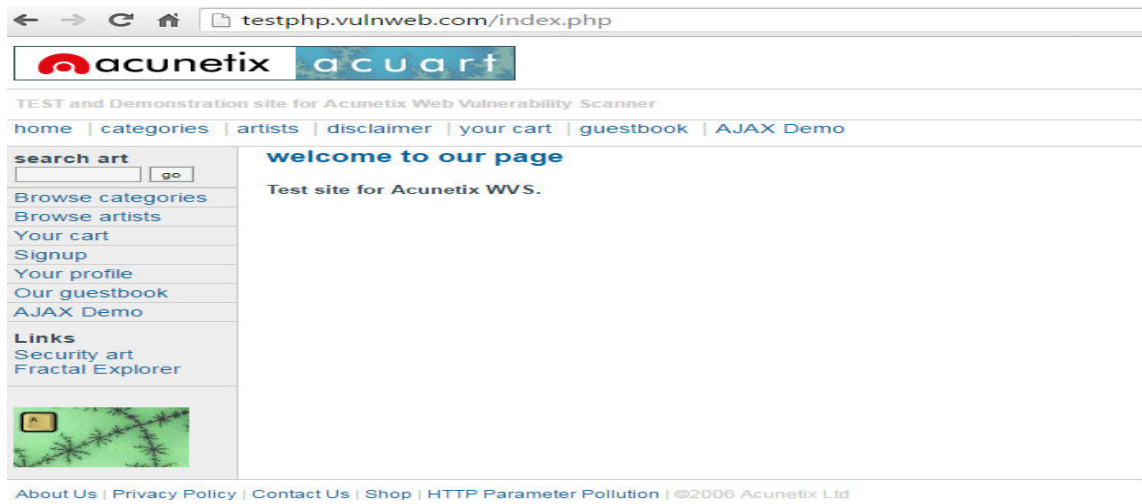 testphp.vulnweb.com/index.php
acunetix acuart
TEST and Demonstration site for Acunetix Web Vulnerability Scanner
home | categories | artists | disclaimer | your cart | guestbook | AJAX Demo
search art
go
Browse categories
Browse artists
Your cart
Signup
Your profile
Our guestbook
AJAX Demo
Links
Security art
Fractal Explorer
A
welcome to our page
Test site for Acunetix WVS.
About Us | Privacy Policy | Contact Us | Shop | HTTP Parameter Pollution | ©2006 Acunetix Ltd